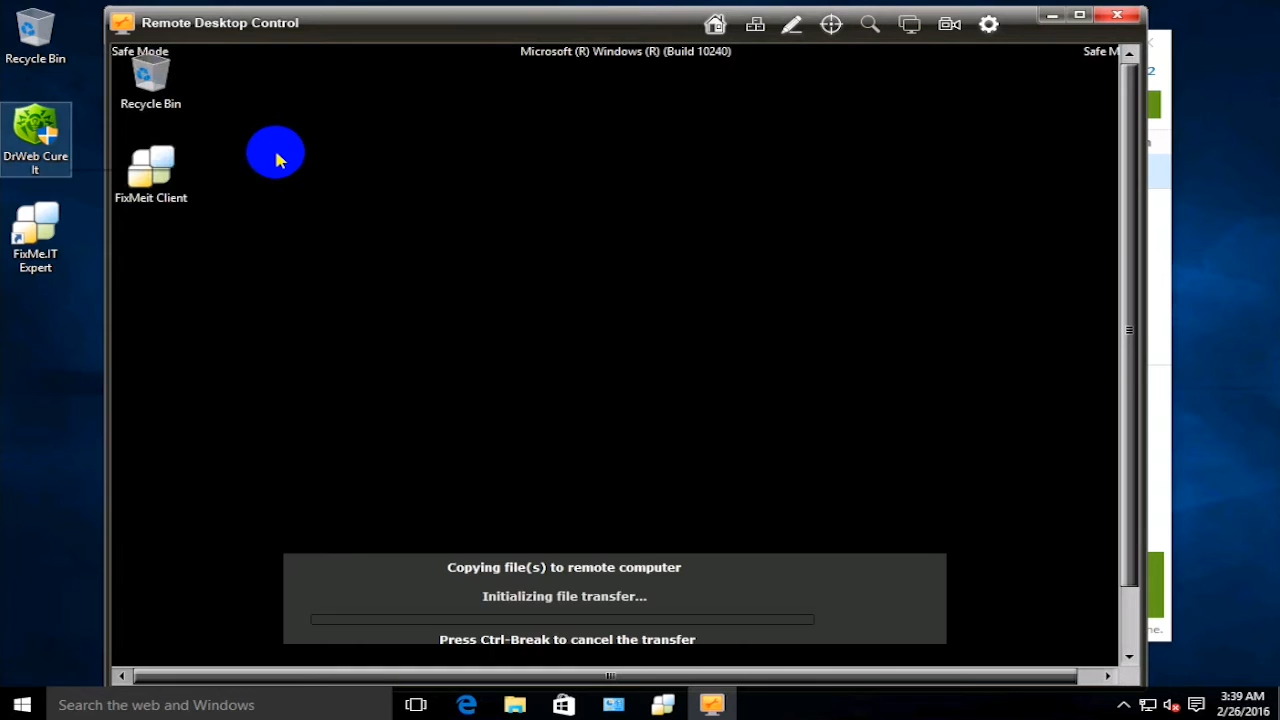 Remote Desktop Control
Recycle Bin
DrWeb Cure
It
FixMe.IT
Expert
Safe Mode
Microsoft (R) Windows (R) (Build 10240)
Safe M
Recycle Bin
FixMeit Client
2
Copying file(s) to remote computer
Initializing file transfer...
Press Ctrl-Break to cancel the transfer
ne.
Search the web and Windows
3:39 AM
2/26/2016